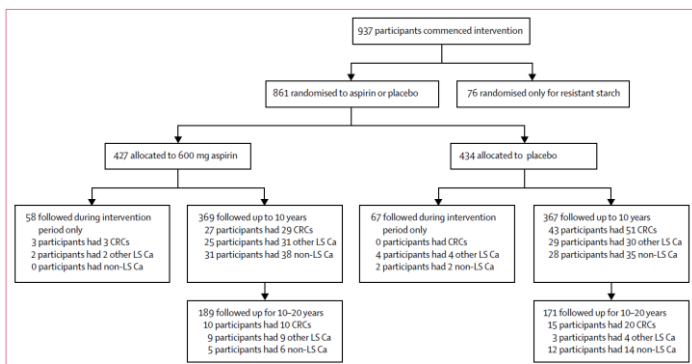 937 participants commenced intervention
861 randomised to aspirin or placebo
76 randomised only for resistant starch
427 allocated to 600 mg aspirin
434 allocated to placebo
58 followed during intervention
period only
3 participants had 3 CRCs
2 participants had 2 other LS Ca
0 participants had non-LS Ca
369 followed up to 10 years
27 participants had 29 CRCs
25 participants had 31 other LS Ca
31 participants had 38 non-LS Ca
67 followed during intervention
period only
0 participants had CRCs
4 participants had 4 other LS Ca
2 participants had 2 non-LS Ca
367 followed up to 10 years
43 participants had 51 CRCs
29 participants had 30 other LS Ca
28 participants had 35 non-LS Ca
189 followed up for 10–20 years
10 participants had 10 CRCs
9 participants had 9 other LS Ca
5 participants had 6 non-LS Ca
171 followed up for 10–20 years
15 participants had 20 CRCs
3 participants had 4 other LS Ca
12 participants had 14 non-LS Ca